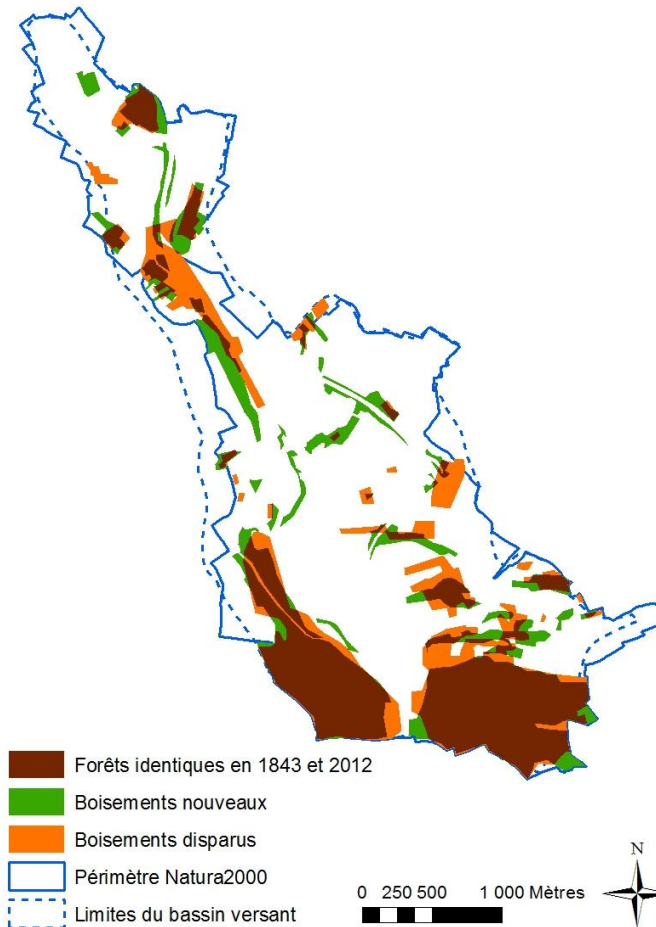 Forêts identiques en 1843 et 2012
Boisements nouveaux
Boisements disparus
Périmètre Natura2000
Limites du bassin versant
0 250 500 1 000 Mètres
N